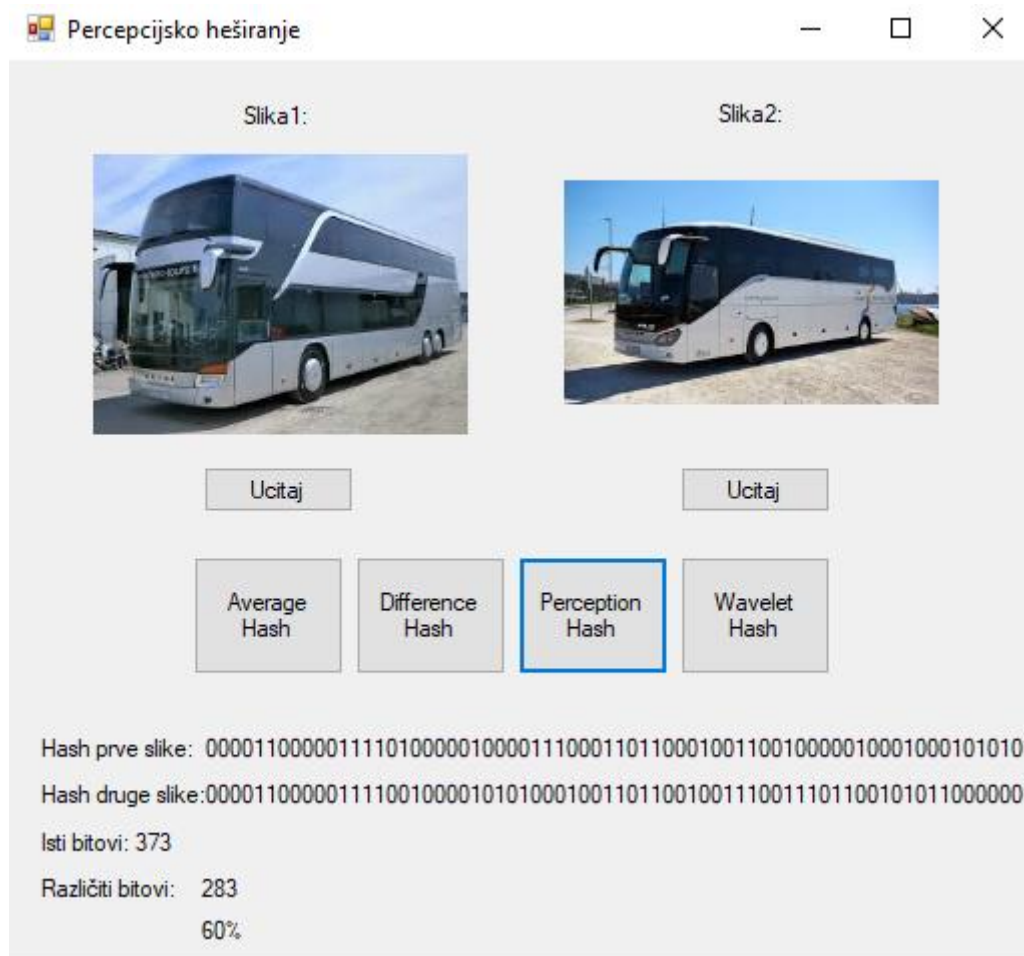 Percepcijsko heširanje
Slika1: Slika2:
Ucitaj Ucitaj
Average Hash Difference Hash Perception Hash Wavelet Hash
Hash prve slike: 0000110000011110100000100001110001101100010011001000001000100010101010
Hash druge slike:0000110000011110010000101010001001101100100111001110110010101100000
Isti bitovi: 373
Različiti bitovi: 283
60%